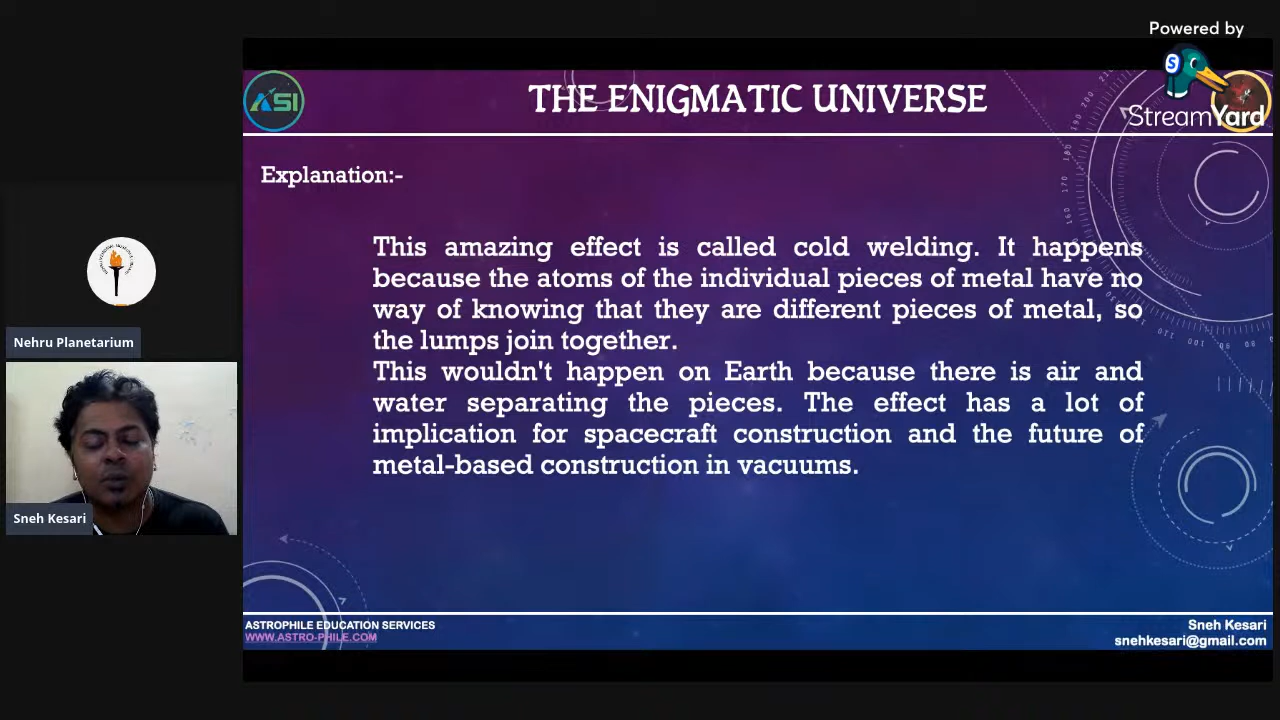 Powered by
StreamYard
ASI
THE ENIGMATIC UNIVERSE
Explanation:-
This amazing effect is called cold welding. It happens
because the atoms of the individual pieces of metal have no
way of knowing that they are different pieces of metal, so
the lumps join together.
This wouldn't happen on Earth because there is air and
water separating the pieces. The effect has a lot of
implication for spacecraft construction and the future of
metal-based construction in vacuums.
Nehru Planetarium
Sneh Kesari
ASTROPHILE EDUCATION SERVICES
WWW.ASTRO-PHILE.COM
Sneh Kesari
snehkesari@gmail.com